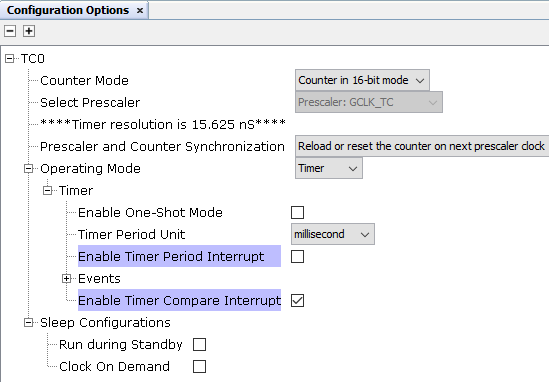 Configuration Options ×
TC0
Counter Mode Counter in 16-bit mode
Select Prescaler Prescaler: GCLK_TC
****Timer resolution is 15.625 nS****
Prescaler and Counter Synchronization Reload or reset the counter on next prescaler clock
Operating Mode Timer
Timer
Enable One-Shot Mode
Timer Period Unit millisecond
Enable Timer Period Interrupt
Events
Enable Timer Compare Interrupt
Sleep Configurations
Run during Standby
Clock On Demand